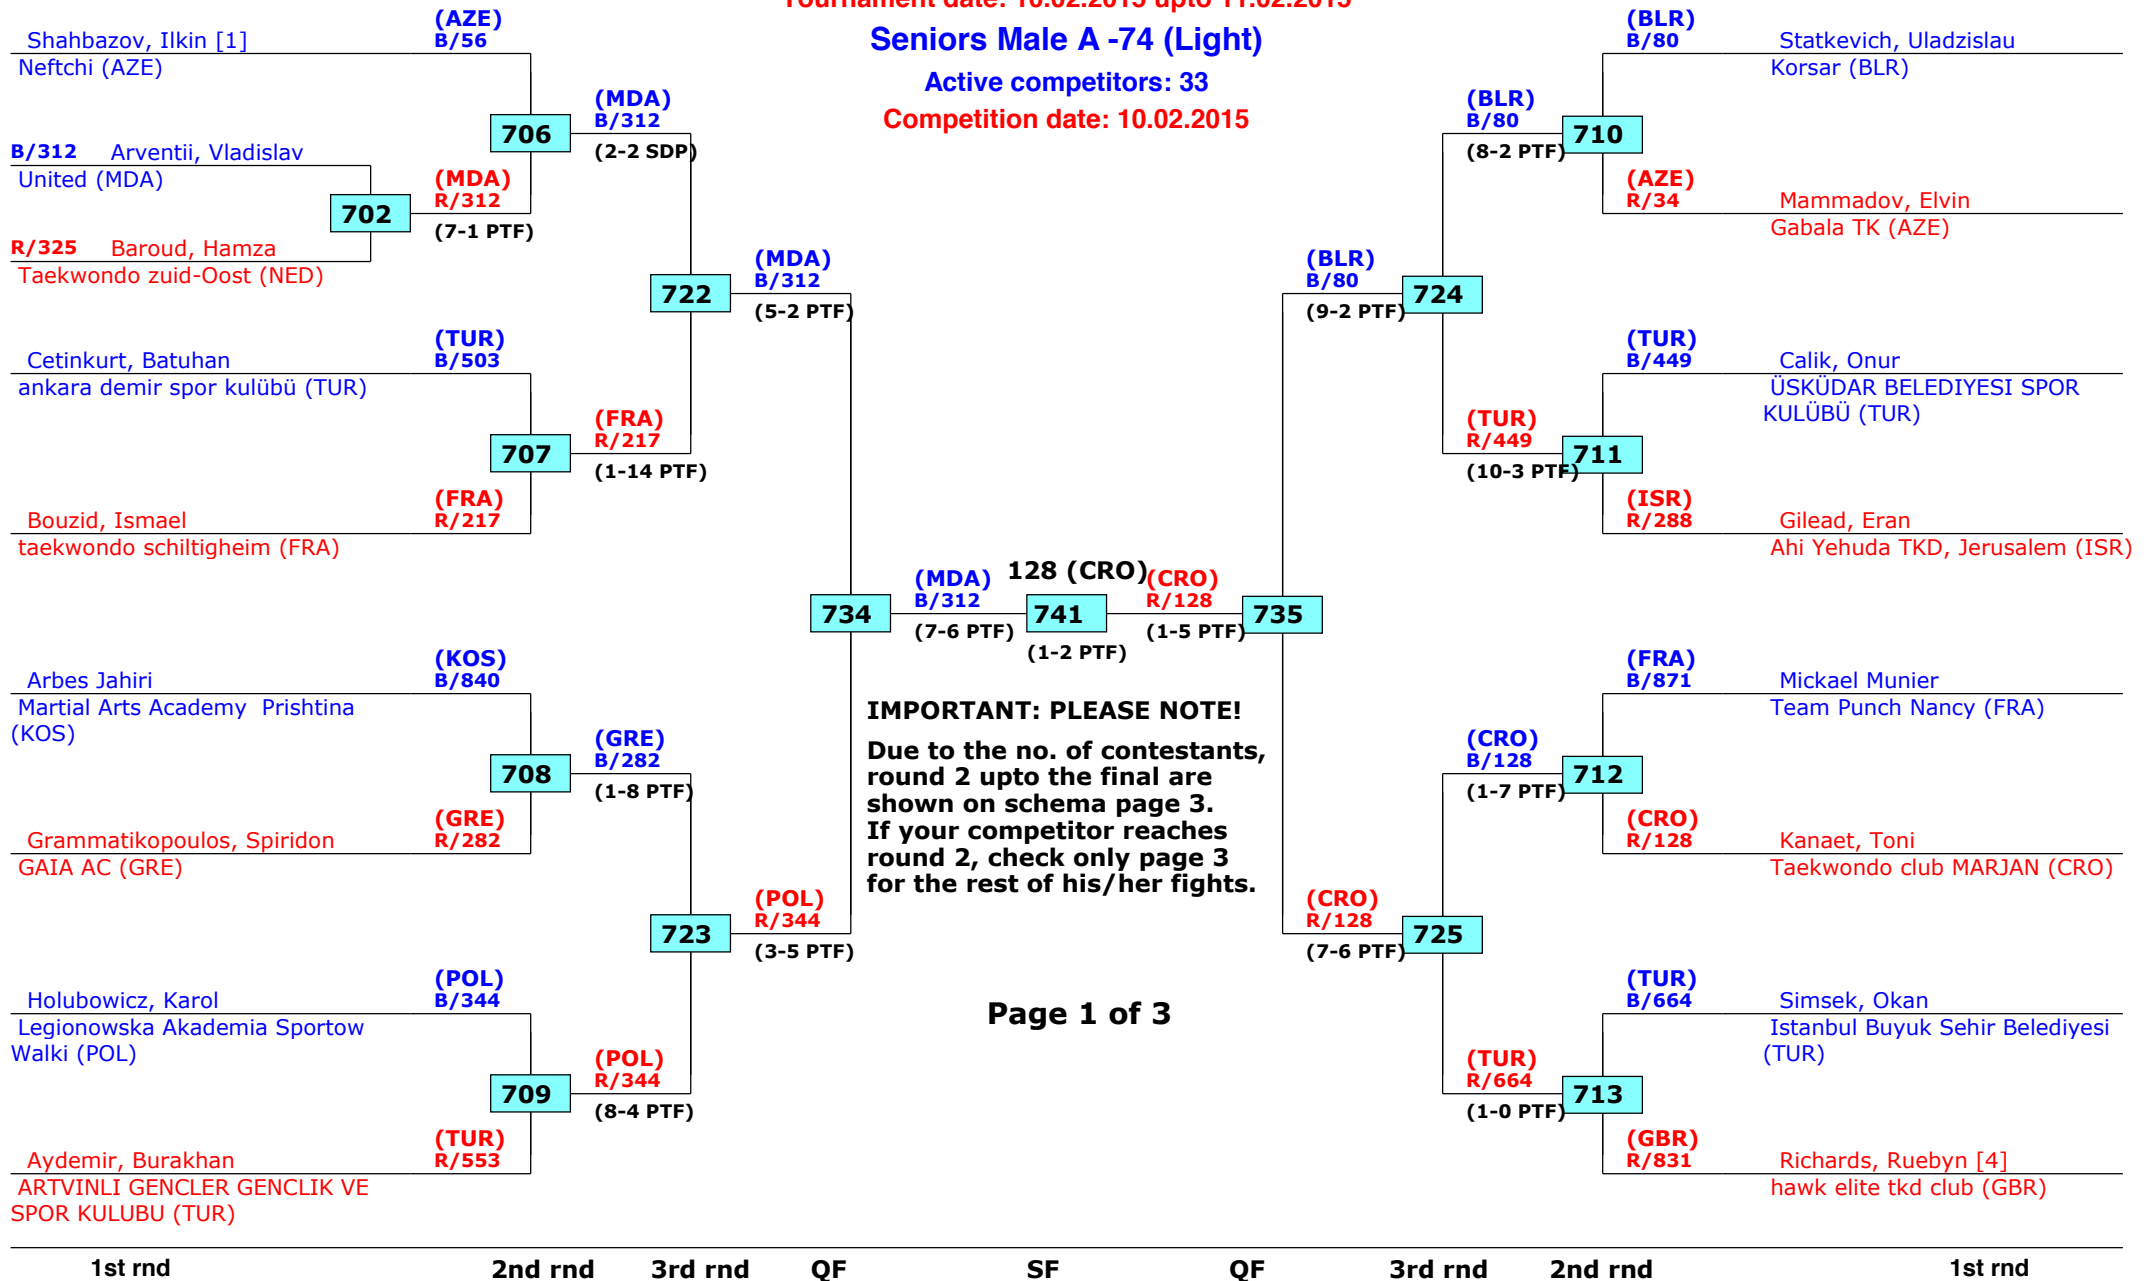 Tournament date: 10.02.2015 upto 11.02.2015
Seniors Male A -74 (Light)
Active competitors: 33
Competition date: 10.02.2015
Shahbazov, Ilkin [1]
Neftchi (AZE)
(AZE)
B/56
B/312 Arventii, Vladislav
United (MDA)
R/325 Baroud, Hamza
Taekwondo zuid-Oost (NED)
702
(MDA)
R/312
(7-1 PTF)
706
(MDA)
B/312
(2-2 SDP)
Cetinkurt, Batuhan
ankara demir spor kulübü (TUR)
(TUR)
B/503
Bouzid, Ismael
taekwondo schiltigheim (FRA)
(FRA)
R/217
707
(FRA)
R/217
(1-14 PTF)
722
(MDA)
B/312
(5-2 PTF)
Arbes Jahiri
Martial Arts Academy  Prishtina
(KOS)
(KOS)
B/840
Grammatikopoulos, Spiridon
GAIA AC (GRE)
(GRE)
R/282
708
(GRE)
B/282
(1-8 PTF)
Holubowicz, Karol
Legionowska Akademia Sportow
Walki (POL)
(POL)
B/344
Aydemir, Burakhan
ARTVINLI GENCLER GENCLIK VE
SPOR KULUBU (TUR)
(TUR)
R/553
709
(POL)
R/344
(8-4 PTF)
723
(POL)
R/344
(3-5 PTF)
734
(MDA)
B/312
(7-6 PTF)
128 (CRO)
741
(1-2 PTF)
(CRO)
R/128
(1-5 PTF)
735
IMPORTANT: PLEASE NOTE!
Due to the no. of contestants,
round 2 upto the final are
shown on schema page 3.
If your competitor reaches
round 2, check only page 3
for the rest of his/her fights.
Page 1 of 3
(BLR)
B/80
(9-2 PTF)
724
(BLR)
B/80
(8-2 PTF)
710
(BLR)
B/80
Statkevich, Uladzislau
Korsar (BLR)
(AZE)
R/34
Mammadov, Elvin
Gabala TK (AZE)
(TUR)
R/449
(10-3 PTF)
711
(TUR)
B/449
Calik, Onur
ÜSKÜDAR BELEDIYESI SPOR
KULÜBÜ (TUR)
(ISR)
R/288
Gilead, Eran
Ahi Yehuda TKD, Jerusalem (ISR)
(CRO)
R/128
(7-6 PTF)
725
(CRO)
B/128
(1-7 PTF)
712
(FRA)
B/871
Mickael Munier
Team Punch Nancy (FRA)
(CRO)
R/128
Kanaet, Toni
Taekwondo club MARJAN (CRO)
(TUR)
R/664
(1-0 PTF)
713
(TUR)
B/664
Simsek, Okan
Istanbul Buyuk Sehir Belediyesi
(TUR)
(GBR)
R/831
Richards, Ruebyn [4]
hawk elite tkd club (GBR)
1st rnd 2nd rnd 3rd rnd QF SF QF 3rd rnd 2nd rnd 1st rnd